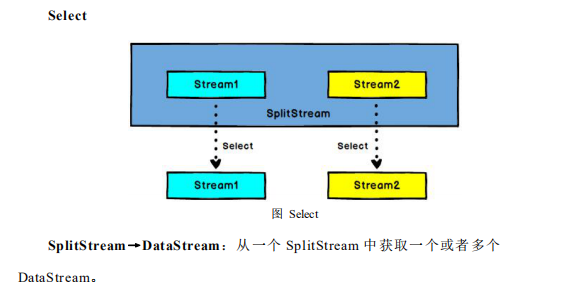 Select
Stream1 Stream2
SplitStream
Select Select
Stream1 Stream2
图 Select
SplitStream→DataStream：从一个 SplitStream 中获取一个或者多个
DataStream。